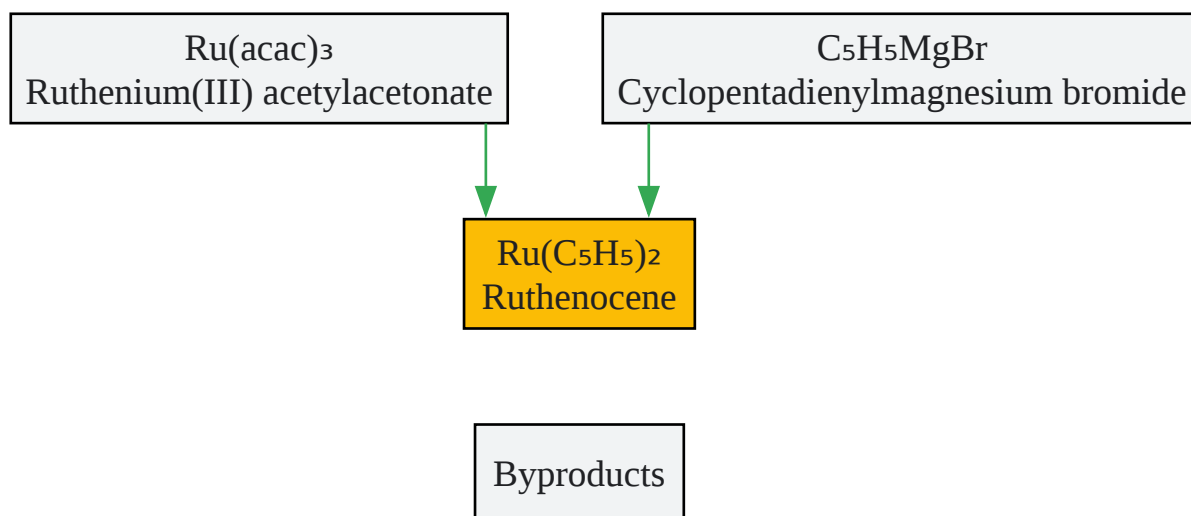 Ru(acac)₃
Ruthenium(III) acetylacetonate
C₅H₅MgBr
Cyclopentadienylmagnesium bromide
Ru(C₅H₅)₂
Ruthenocene
Byproducts